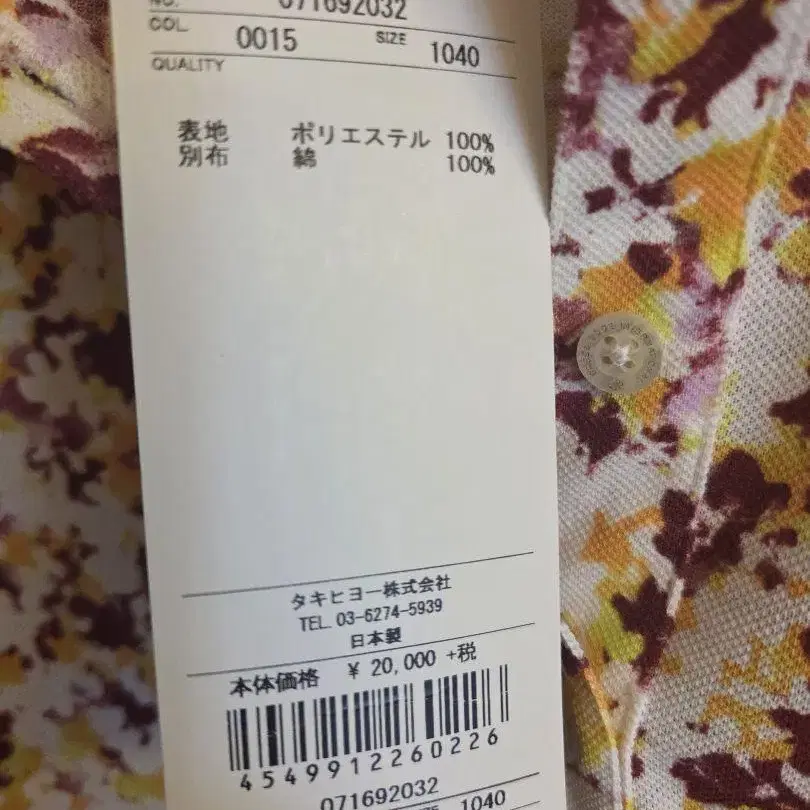 NO. 071692032
COL. 0015 SIZE 1040
QUALITY
表地 ポリエステル 100%
別布 綿 100%
タキヒヨー株式会社
TEL. 03-6274-5939
日本製
本体価格 ¥ 20,000 +税
4549912260226
071692032
1040